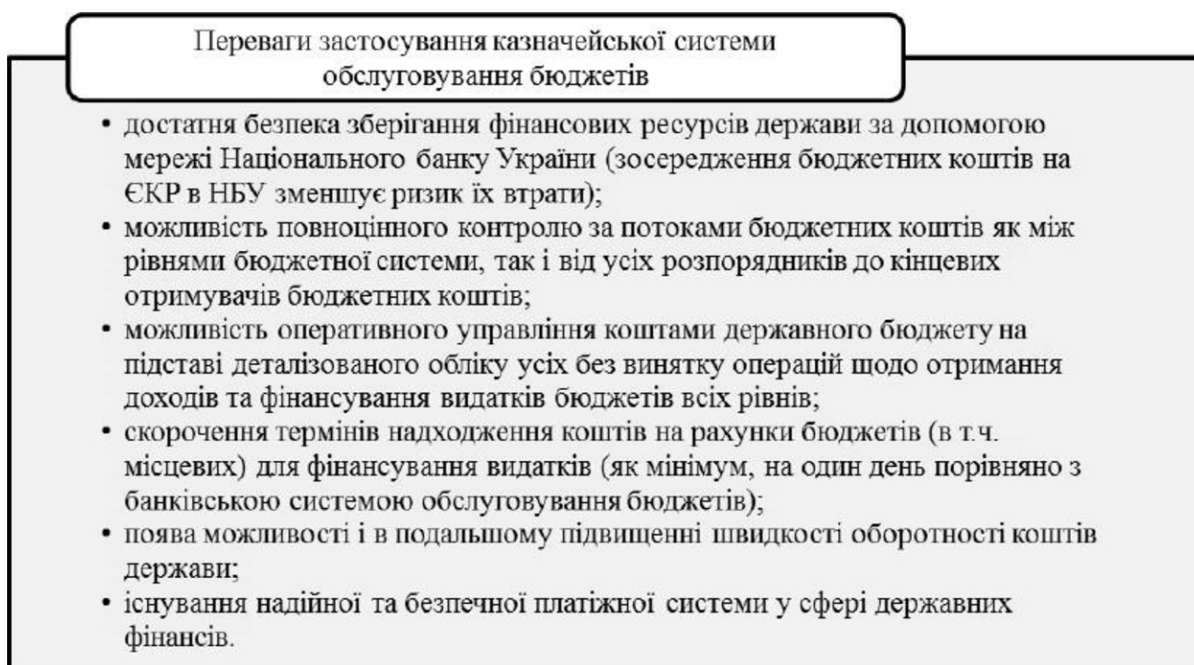 Переваги застосування казначейської системи
обслуговування бюджетів
• достатня безпека зберігання фінансових ресурсів держави за допомогою
мережі Національного банку України (зосередження бюджетних коштів на
ЄКР в НБУ зменшує ризик їх втрати);
• можливість повноцінного контролю за потоками бюджетних коштів як між
рівнями бюджетної системи, так і від усіх розпорядників до кінцевих
отримувачів бюджетних коштів;
• можливість оперативного управління коштами державного бюджету на
підставі деталізованого обліку усіх без винятку операцій щодо отримання
доходів та фінансування видатків бюджетів всіх рівнів;
• скорочення термінів надходження коштів на рахунки бюджетів (в т.ч.
місцевих) для фінансування видатків (як мінімум, на один день порівняно з
банківською системою обслуговування бюджетів);
• поява можливості і в подальшому підвищенні швидкості оборотності коштів
держави;
• існування надійної та безпечної платіжної системи у сфері державних
фінансів.